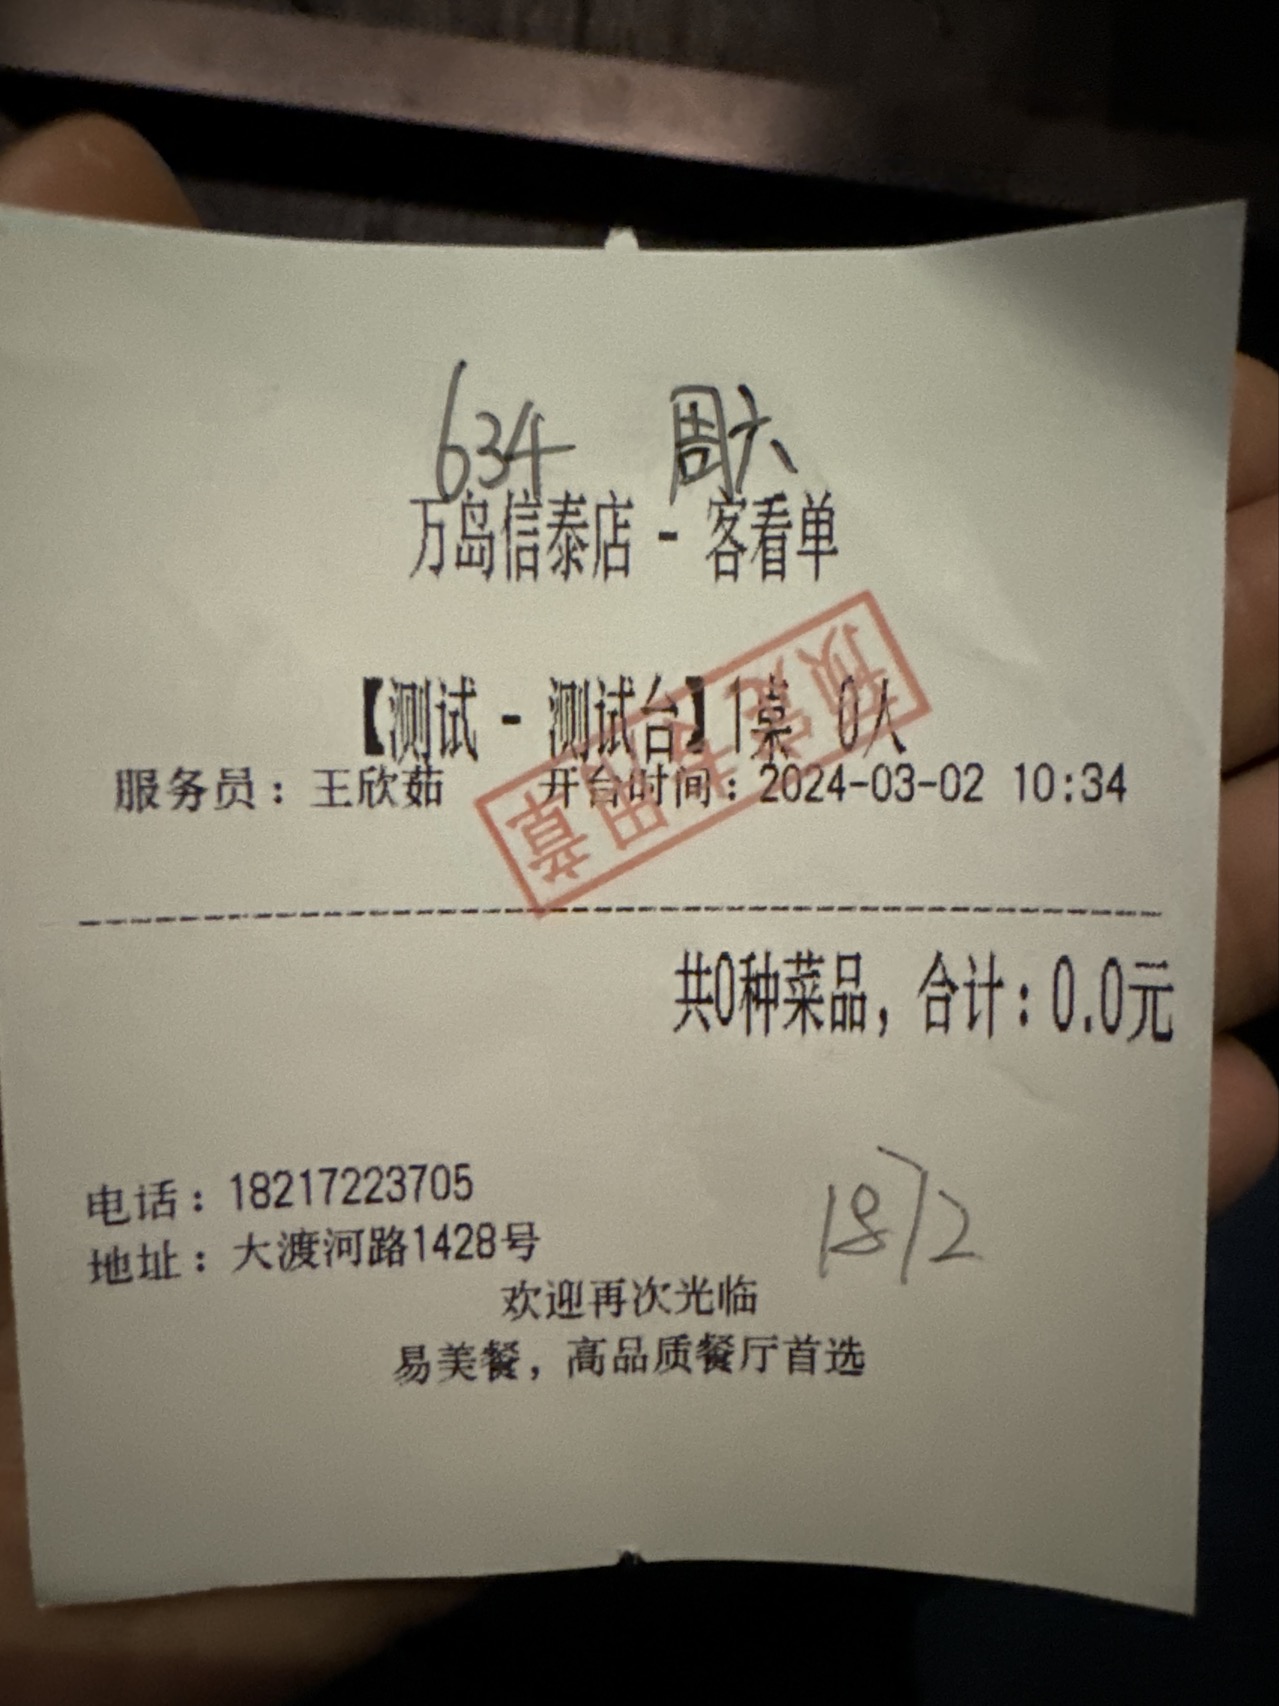 634 周六
万岛信泰店 - 客看单
【测试 - 测试台】1桌 0人
服务员：王欣茹 开台时间：2024-03-02 10:34
共0种菜品，合计：0.0元
电话：18217223705
地址：大渡河路1428号
欢迎再次光临
易美餐，高品质餐厅首选